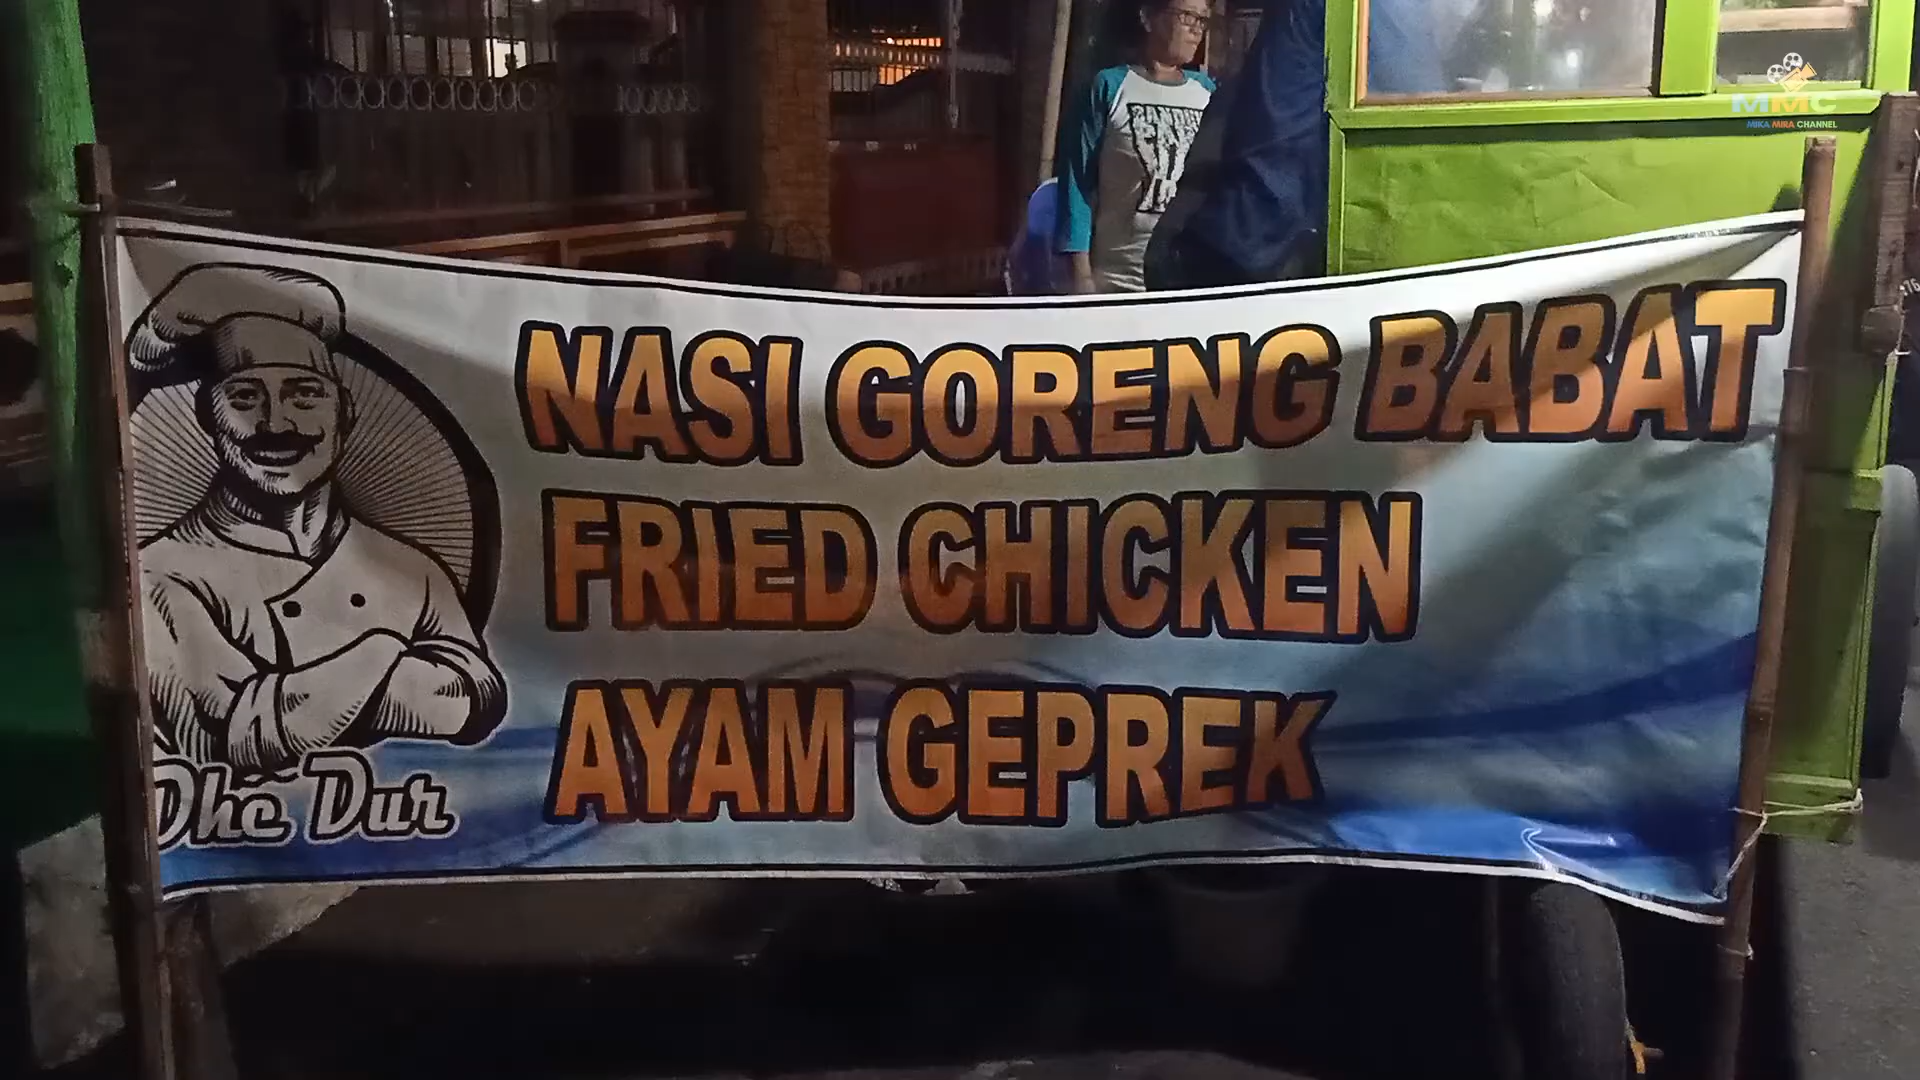 MMC
MIKA MIRA CHANNEL
NASI GORENG BABAT
FRIED CHICKEN
AYAM GEPREK
Dhe Dur